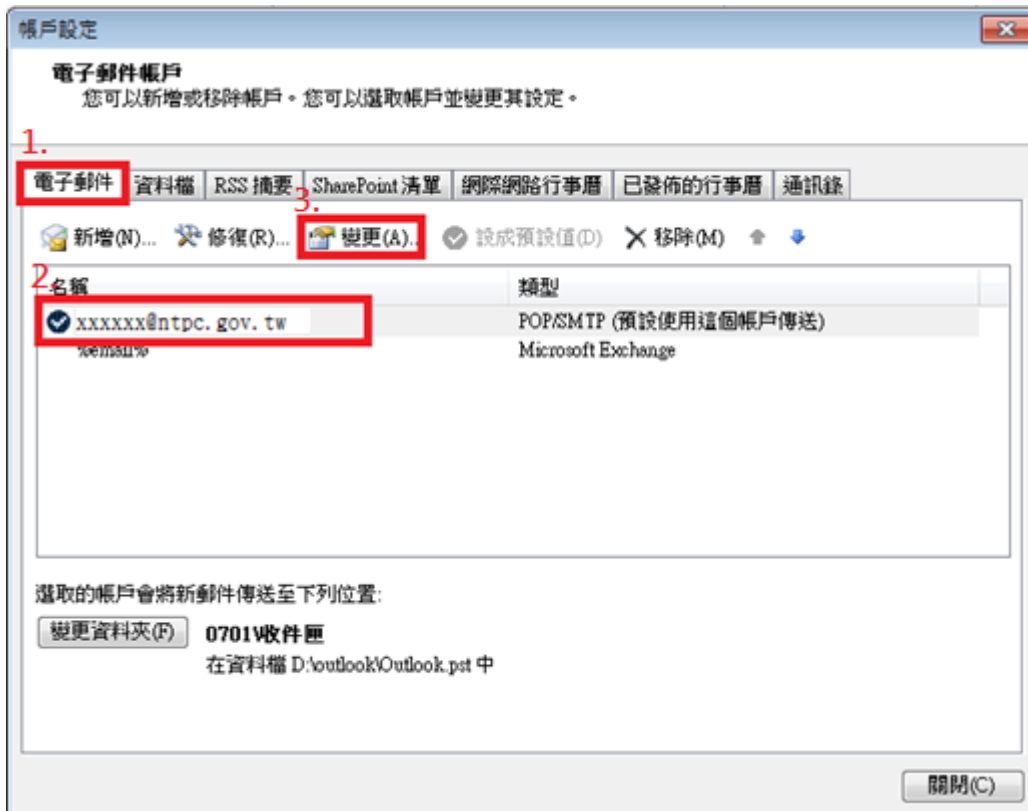 帳戶設定
電子郵件帳戶
您可以新增或移除帳戶。您可以選取帳戶並變更其設定。
1.
電子郵件 資料檔 RSS 摘要 SharePoint 清單 網際網路行事曆 已發佈的行事曆 通訊錄
3.
新增(N)... 修復(R)... 變更(A)... 設成預設值(D) 移除(M)
2.
名稱 類型
xxxxxx@ntpc.gov.tw POP/SMTP (預設使用這個帳戶傳送)
%email% Microsoft Exchange
選取的帳戶會將新郵件傳送至下列位置:
變更資料夾(F) 0701\收件匣
在資料檔 D:\outlook\Outlook.pst 中
關閉(C)